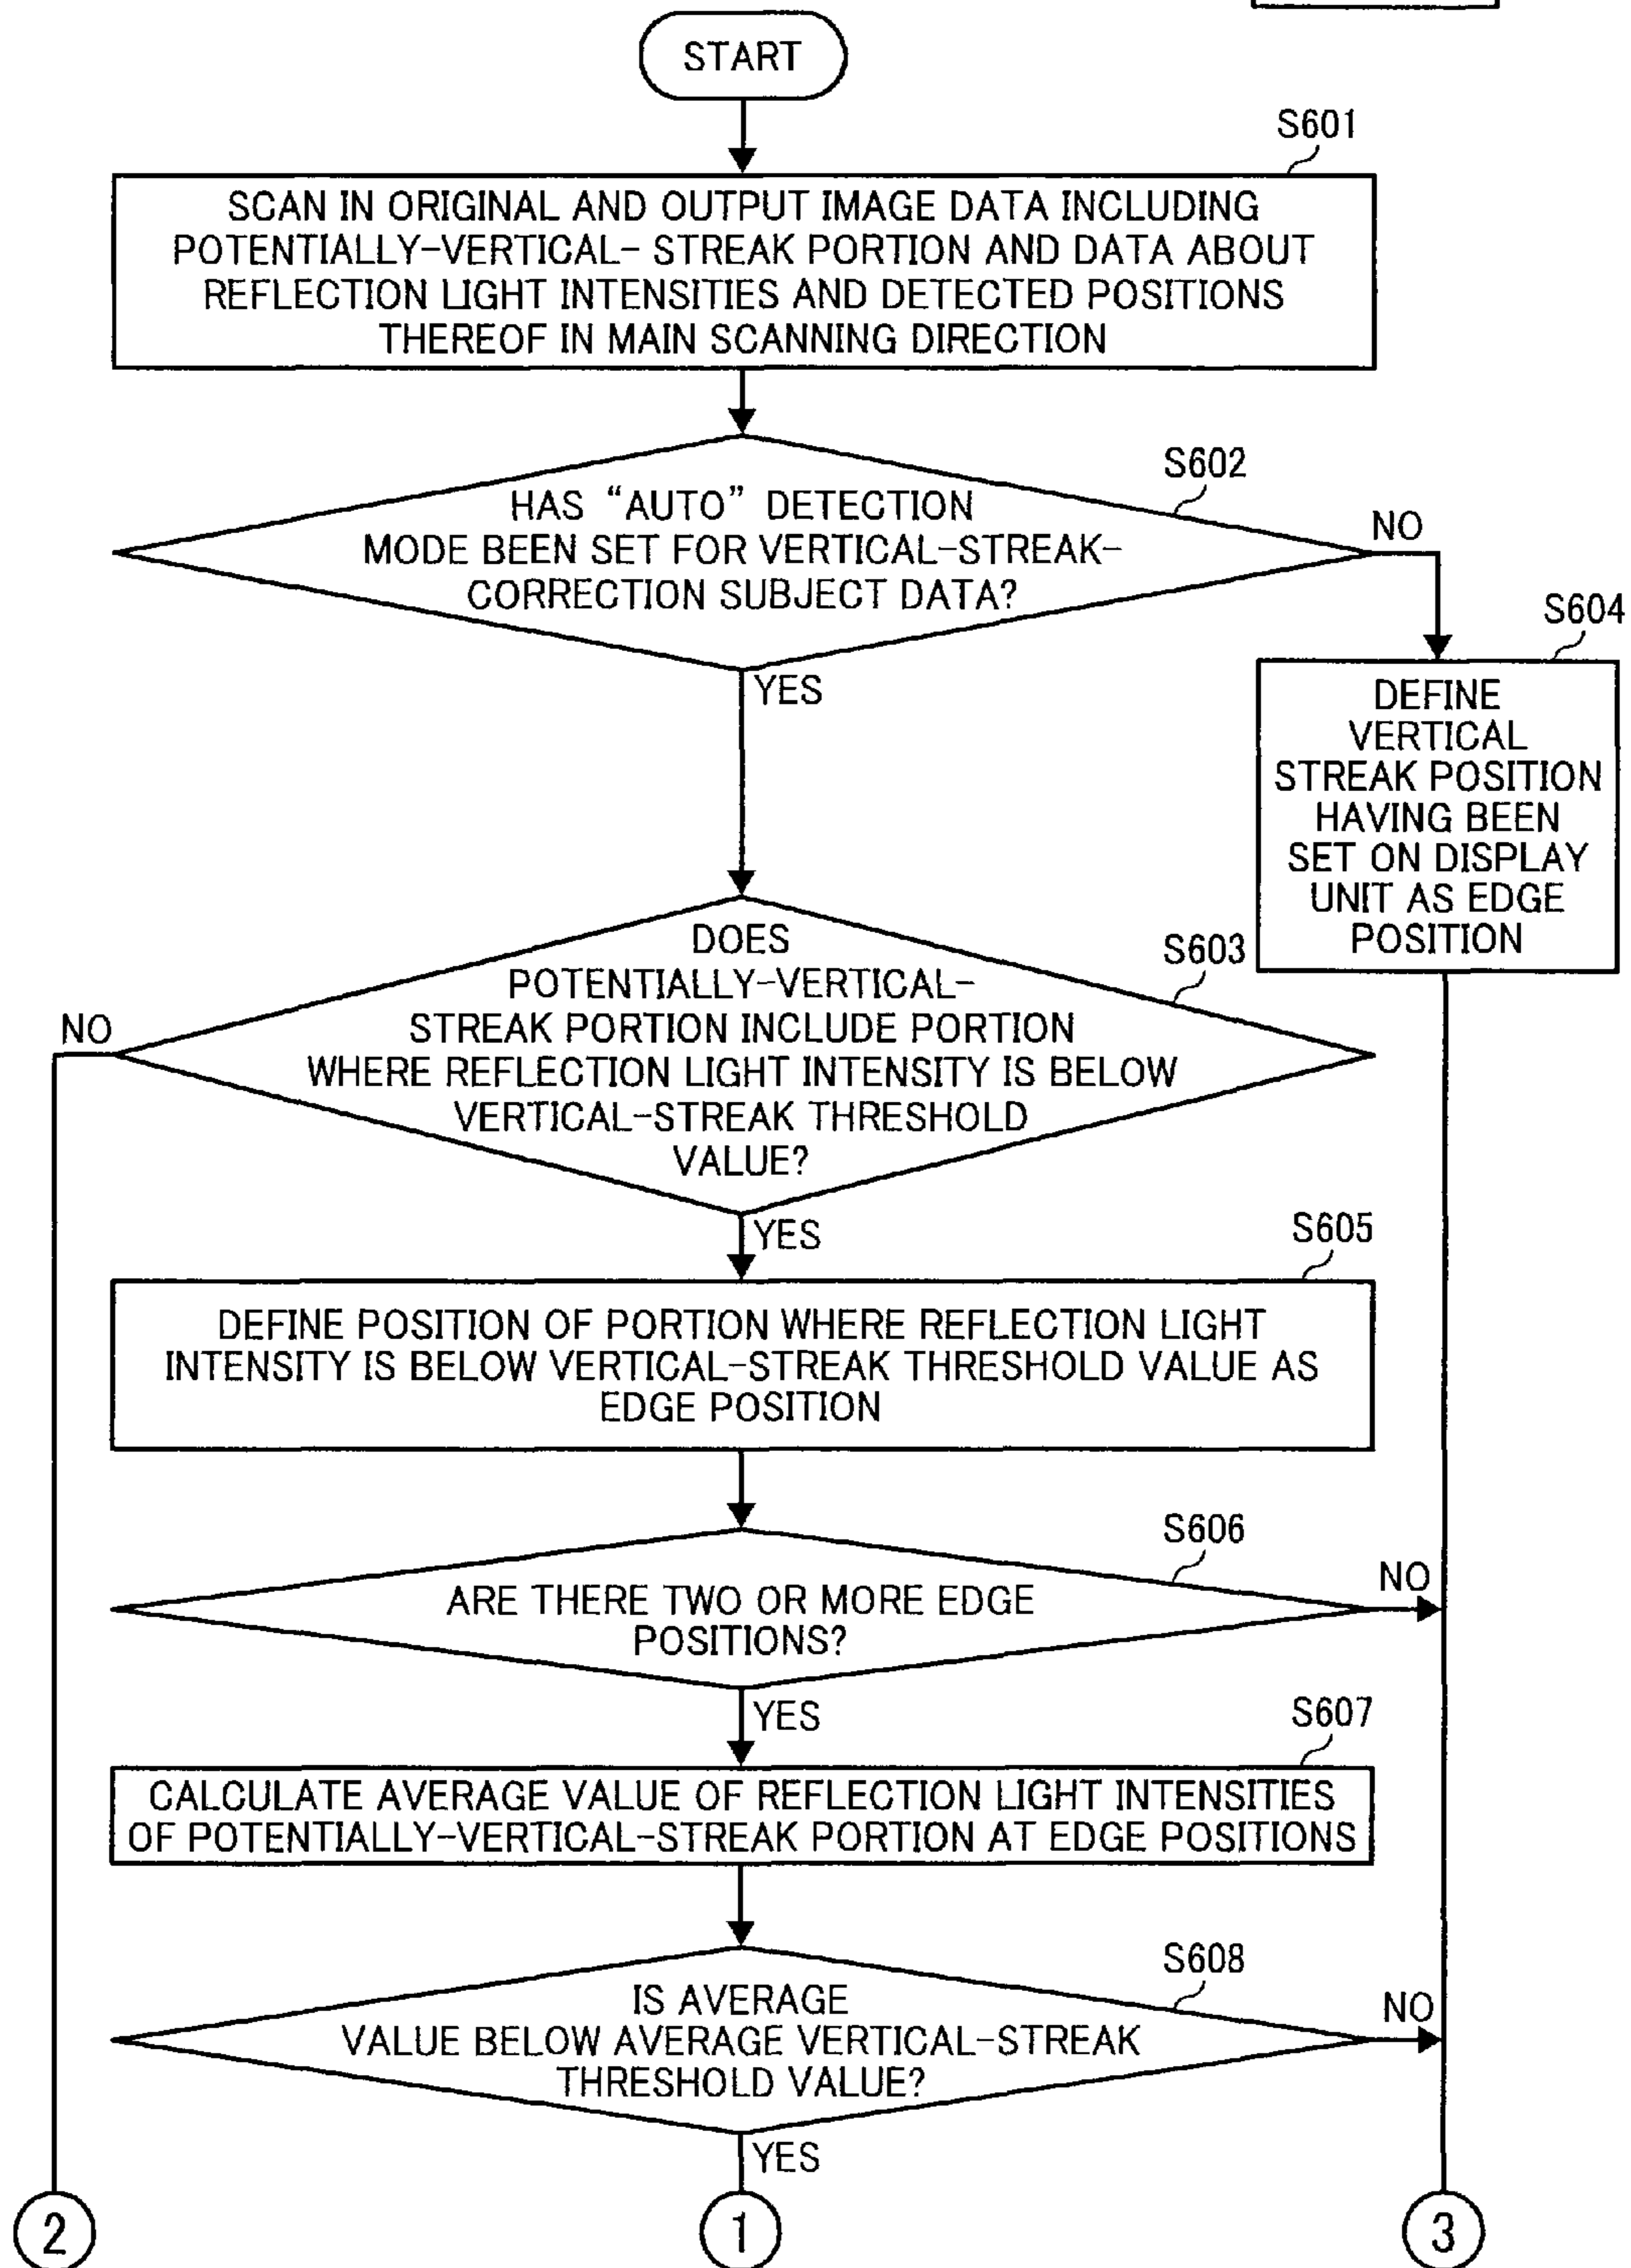 START
S601
SCAN IN ORIGINAL AND OUTPUT IMAGE DATA INCLUDING
POTENTIALLY-VERTICAL- STREAK PORTION AND DATA ABOUT
REFLECTION LIGHT INTENSITIES AND DETECTED POSITIONS
THEREOF IN MAIN SCANNING DIRECTION
S602
HAS “AUTO” DETECTION
MODE BEEN SET FOR VERTICAL-STREAK-
CORRECTION SUBJECT DATA?
NO
YES
S604
DEFINE
VERTICAL
STREAK POSITION
HAVING BEEN
SET ON DISPLAY
UNIT AS EDGE
POSITION
S603
DOES
POTENTIALLY-VERTICAL-
STREAK PORTION INCLUDE PORTION
WHERE REFLECTION LIGHT INTENSITY IS BELOW
VERTICAL-STREAK THRESHOLD
VALUE?
NO
YES
S605
DEFINE POSITION OF PORTION WHERE REFLECTION LIGHT
INTENSITY IS BELOW VERTICAL-STREAK THRESHOLD VALUE AS
EDGE POSITION
S606
ARE THERE TWO OR MORE EDGE
POSITIONS?
NO
YES
S607
CALCULATE AVERAGE VALUE OF REFLECTION LIGHT INTENSITIES
OF POTENTIALLY-VERTICAL-STREAK PORTION AT EDGE POSITIONS
S608
IS AVERAGE
VALUE BELOW AVERAGE VERTICAL-STREAK
THRESHOLD VALUE?
NO
YES
2
1
3